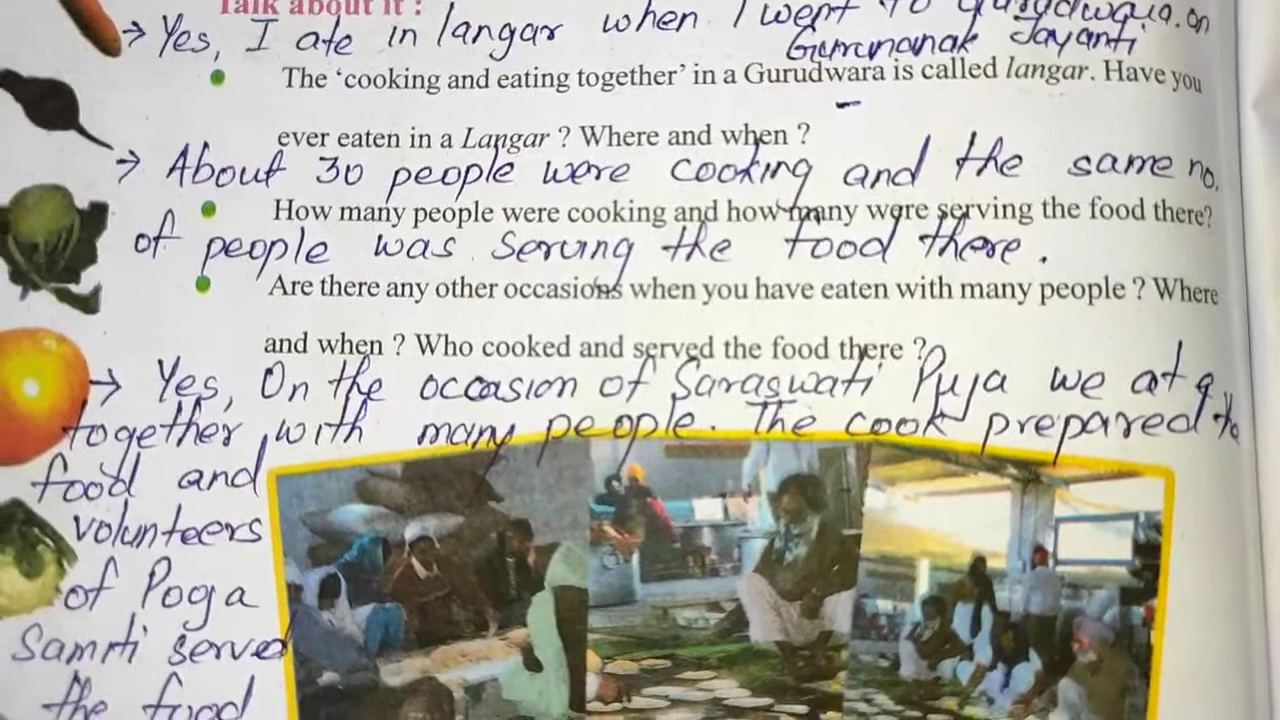 Talk about it :
→ Yes, I ate in langar when I went to gurudwara. on
Gurunanak Jayanti
• The 'cooking and eating together' in a Gurudwara is called langar. Have you
ever eaten in a Langar ? Where and when ?
→ About 30 people were cooking and the same no.
• How many people were cooking and how many were serving the food there?
of people was serving the food there.
• Are there any other occasions when you have eaten with many people ? Where
and when ? Who cooked and served the food there ?
→ Yes, On the occasion of Saraswati Puja we ate
together with many people. The cook prepared
food and
volunteers
of Poga
Samiti served
the food